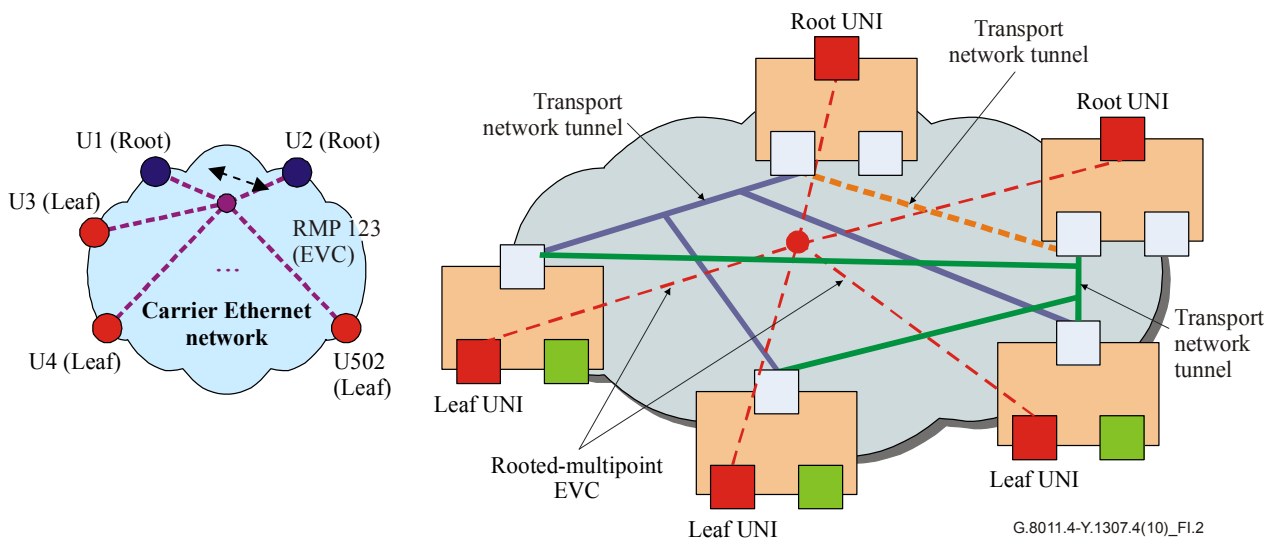 U1 (Root)
U2 (Root)
U3 (Leaf)
RMP 123
(EVC)
...
Carrier Ethernet
network
U4 (Leaf)
U502
(Leaf)
Root UNI
Transport
network tunnel
Transport
network tunnel
Root UNI
Transport
network
tunnel
Leaf UNI
Rooted-multipoint
EVC
Leaf UNI
Leaf UNI
G.8011.4-Y.1307.4(10)_FI.2